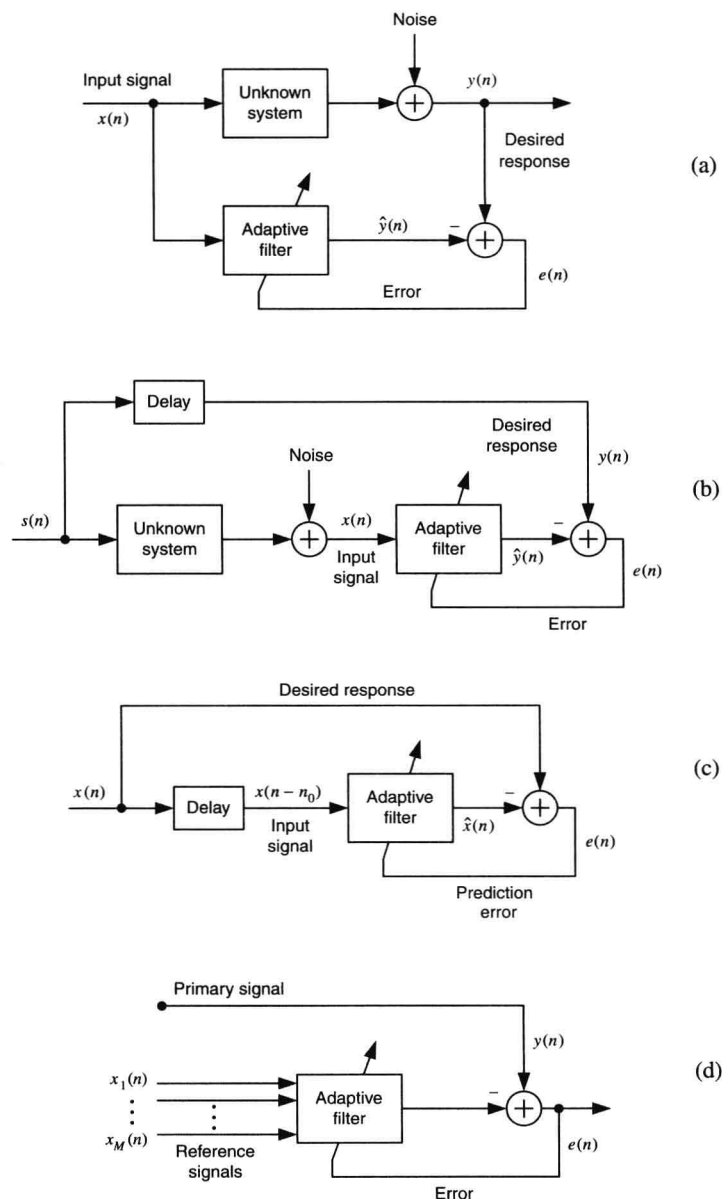 Noise
Input signal
x(n)
Unknown
system
+
y(n)
Desired
response
(a)
Adaptive
filter
ŷ(n)
−
+
e(n)
Error
Delay
Desired
response
y(n)
Noise
(b)
s(n)
Unknown
system
+
x(n)
Input
signal
Adaptive
filter
−
+
ŷ(n)
e(n)
Error
Desired response
(c)
x(n)
Delay
x(n − n₀)
Input
signal
Adaptive
filter
−
+
x̂(n)
e(n)
Prediction
error
Primary signal
y(n)
(d)
x₁(n)
⋮ ⋮
x_M(n)
Reference
signals
Adaptive
filter
−
+
e(n)
Error